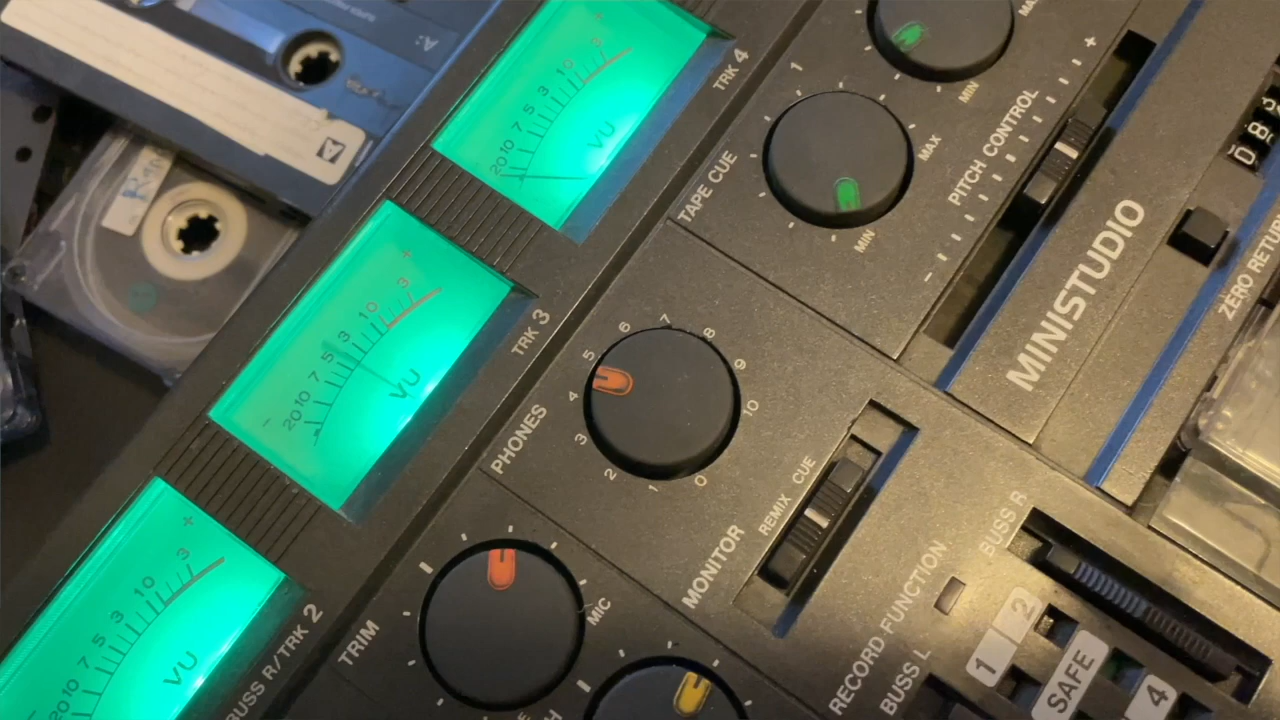 A:
A
20 10 7 5 3 10 3 +
VU
TRK 4
- 20 10 7 5 3 10 3 +
VU
TRK 3
20 10 7 5 3 10 3 +
VU
BUSS R/TRK 2
MAX
MIN
1
TAPE CUE
MAX
MIN
PITCH CONTROL
+
-
MINISTUDIO
ZERO RETURN
PHONES
0 1 2 3 4 5 6 7 8 9 10
MONITOR
REMIX CUE
TRIM
MIC
RECORD FUNCTION
BUSS R
BUSS L
1 2
SAFE
4